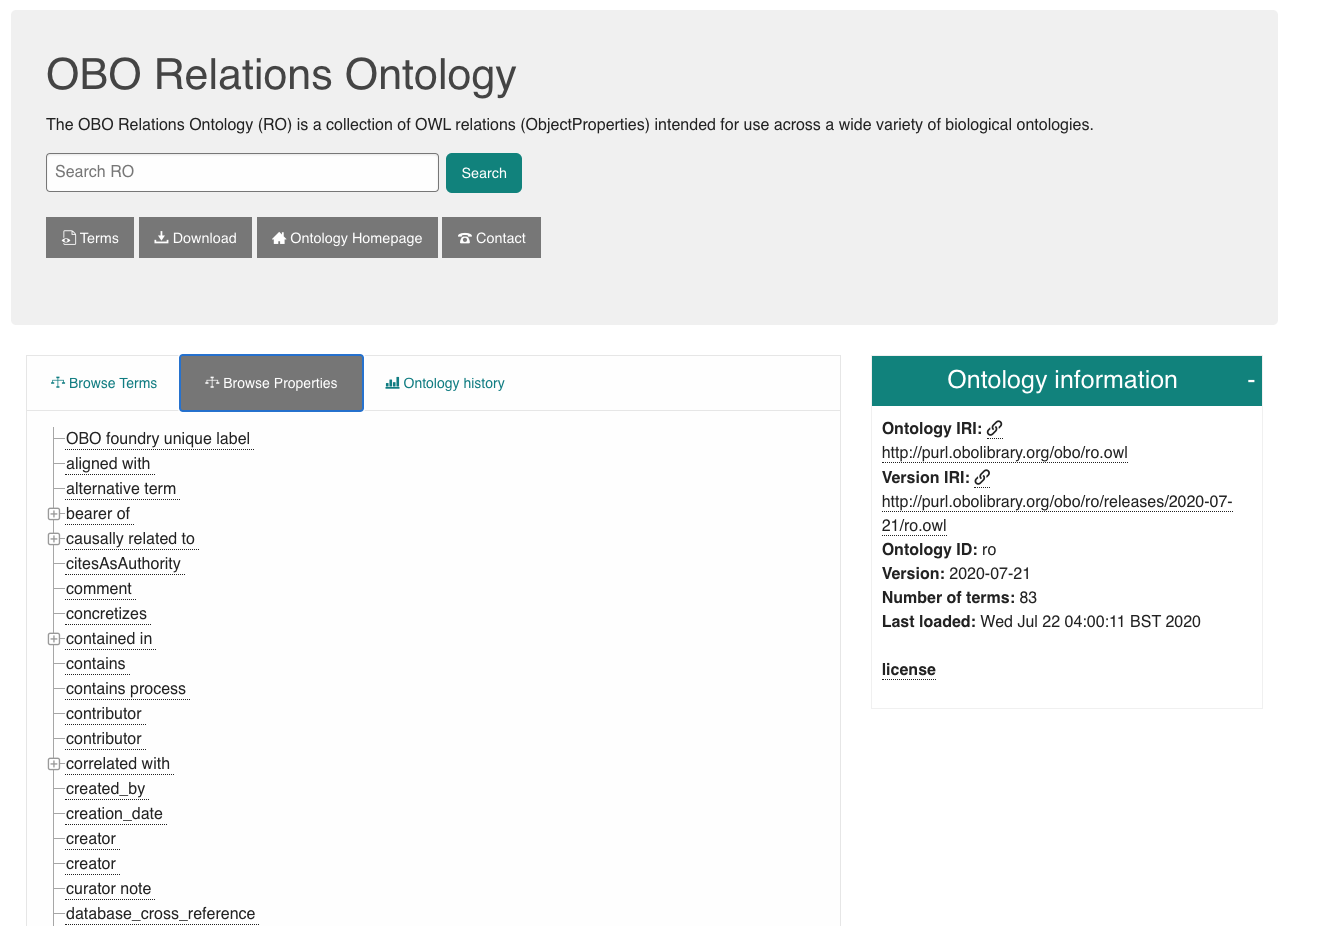 OBO Relations Ontology
The OBO Relations Ontology (RO) is a collection of OWL relations (ObjectProperties) intended for use across a wide variety of biological ontologies.
Search RO
Search
Terms
Download
Ontology Homepage
Contact
Browse Terms
Browse Properties
Ontology history
OBO foundry unique label
aligned with
alternative term
bearer of
causally related to
citesAsAuthority
comment
concretizes
contained in
contains
contains process
contributor
contributor
correlated with
created_by
creation_date
creator
creator
curator note
database_cross_reference
Ontology information
-
Ontology IRI:
http://purl.obolibrary.org/obo/ro.owl
Version IRI:
http://purl.obolibrary.org/obo/ro/releases/2020-07-
21/ro.owl
Ontology ID: ro
Version: 2020-07-21
Number of terms: 83
Last loaded: Wed Jul 22 04:00:11 BST 2020
license